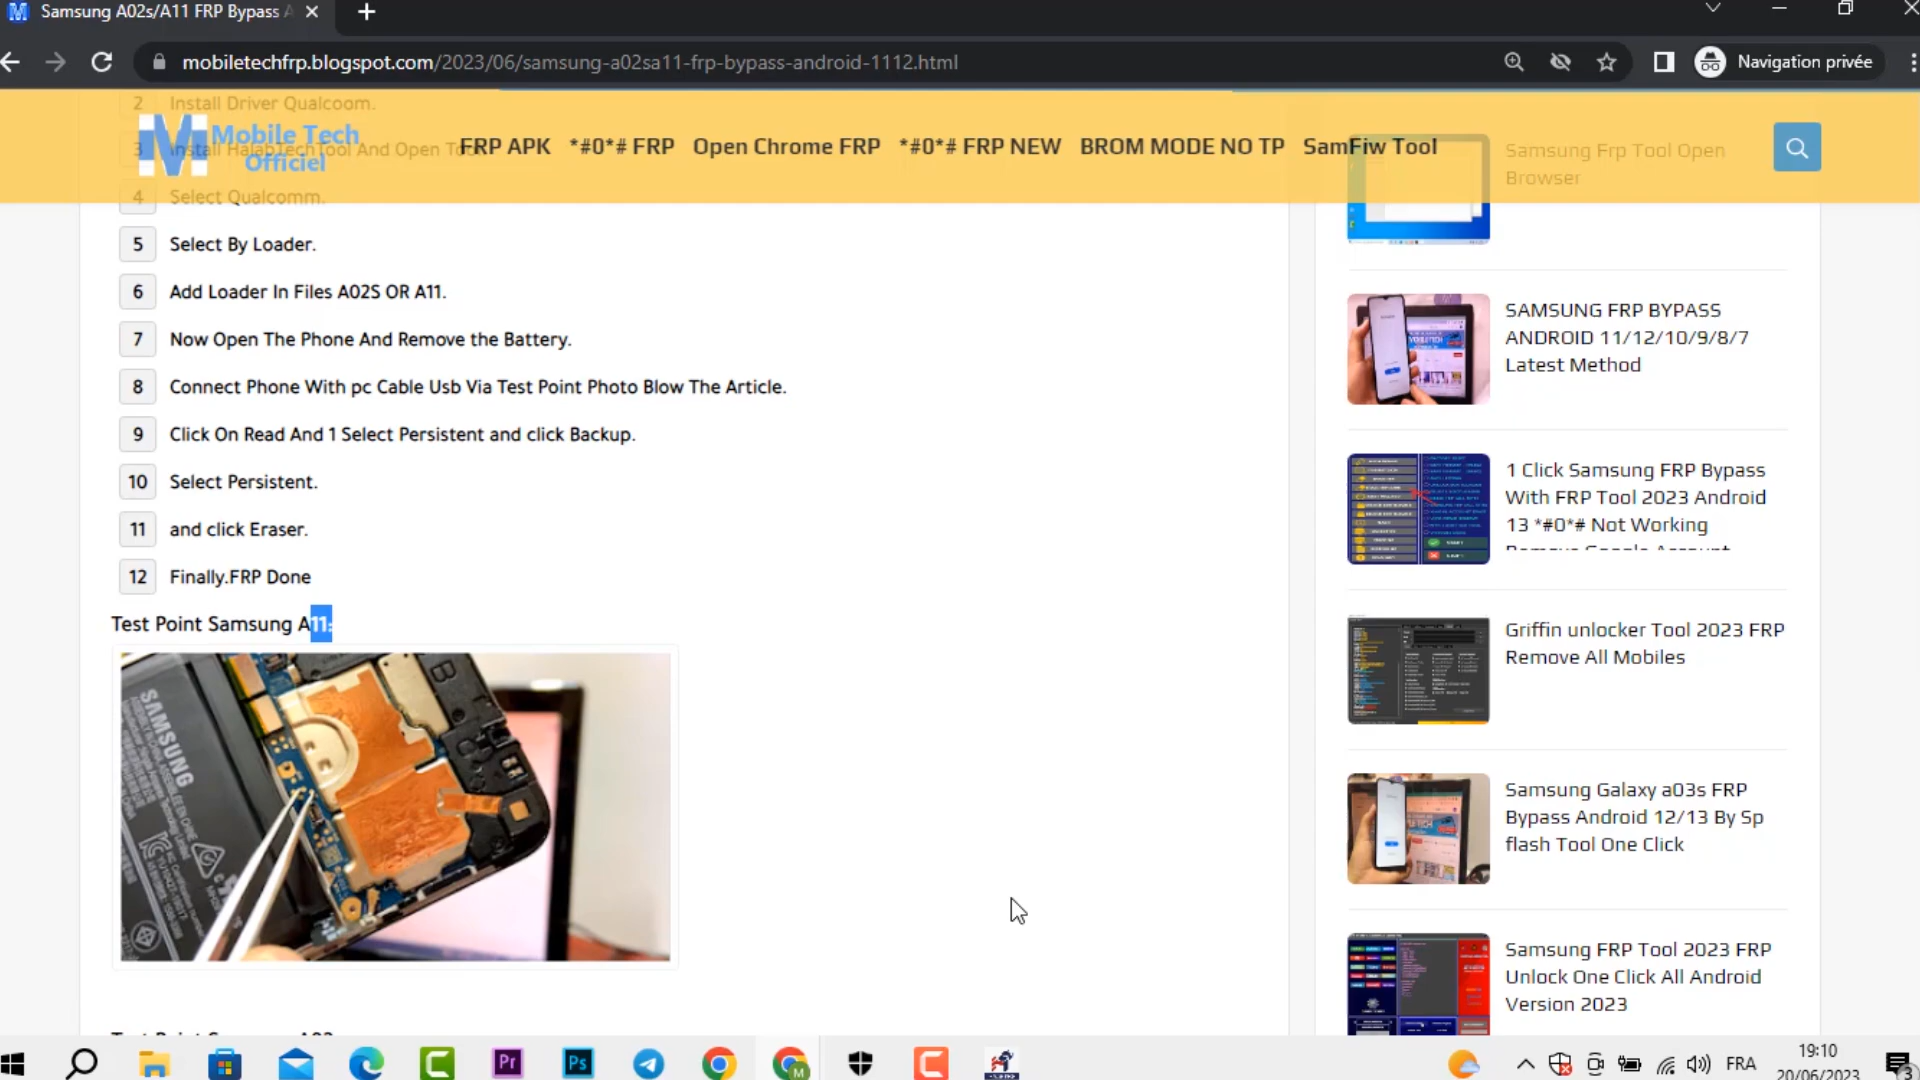 Samsung A02s/A11 FRP Bypass A
mobiletechfrp.blogspot.com/2023/06/samsung-a02sa11-frp-bypass-android-1112.html
Navigation privée
2 Install Driver Qualcoom.
Mobile Tech
Officiel
FRP APK *#0*# FRP Open Chrome FRP *#0*# FRP NEW BROM MODE NO TP SamFiw Tool
3 Install HalabTechTool And Open Too
4 Select Qualcomm.
5 Select By Loader.
6 Add Loader In Files A02S OR A11.
7 Now Open The Phone And Remove the Battery.
8 Connect Phone With pc Cable Usb Via Test Point Photo Blow The Article.
9 Click On Read And 1 Select Persistent and click Backup.
10 Select Persistent.
11 and click Eraser.
12 Finally.FRP Done
Test Point Samsung A11:
SAMSUNG
Samsung Frp Tool Open
Browser
SAMSUNG FRP BYPASS
ANDROID 11/12/10/9/8/7
Latest Method
1 Click Samsung FRP Bypass
With FRP Tool 2023 Android
13 *#0*# Not Working
Griffin unlocker Tool 2023 FRP
Remove All Mobiles
Samsung Galaxy a03s FRP
Bypass Android 12/13 By Sp
flash Tool One Click
Samsung FRP Tool 2023 FRP
Unlock One Click All Android
Version 2023
FRA
19:10
20/06/2023
3